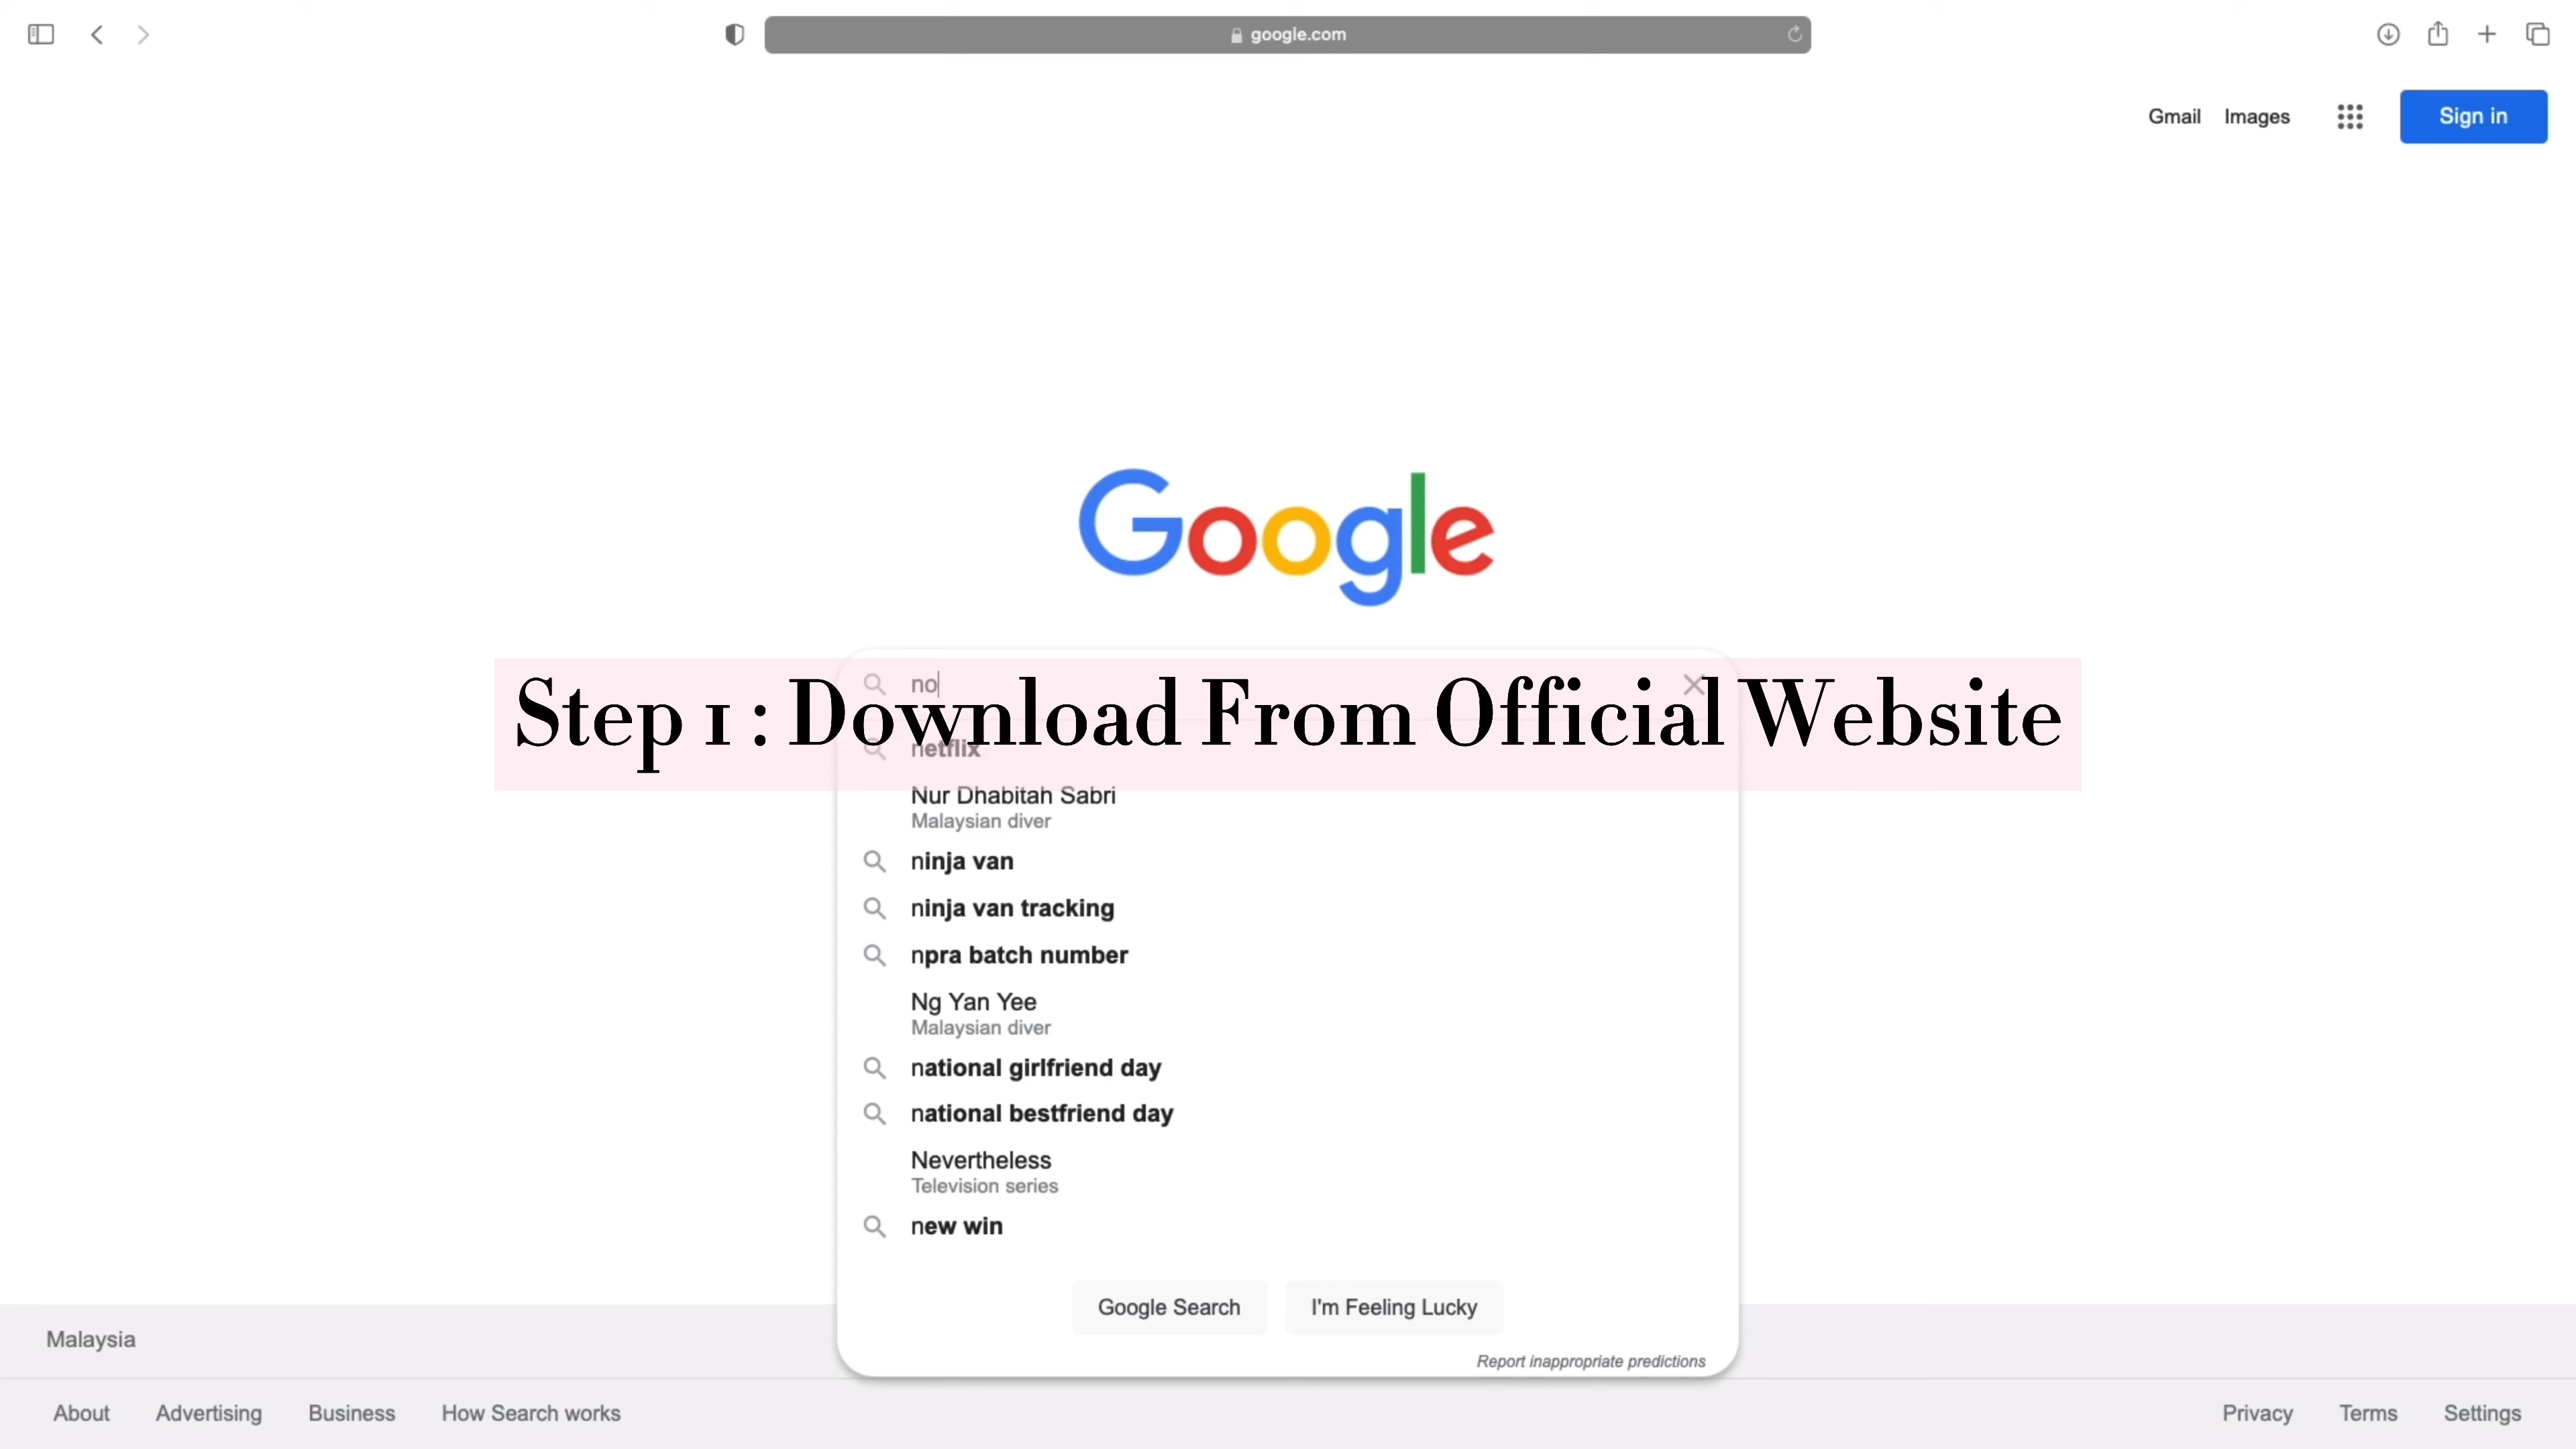 google.com
Gmail Images Sign in
Google
no
Step 1 : Download From Official Website
netflix
Nur Dhabitah Sabri
Malaysian diver
ninja van
ninja van tracking
npra batch number
Ng Yan Yee
Malaysian diver
national girlfriend day
national bestfriend day
Nevertheless
Television series
new win
Google Search I'm Feeling Lucky
Report inappropriate predictions
Malaysia
About Advertising Business How Search works Privacy Terms Settings